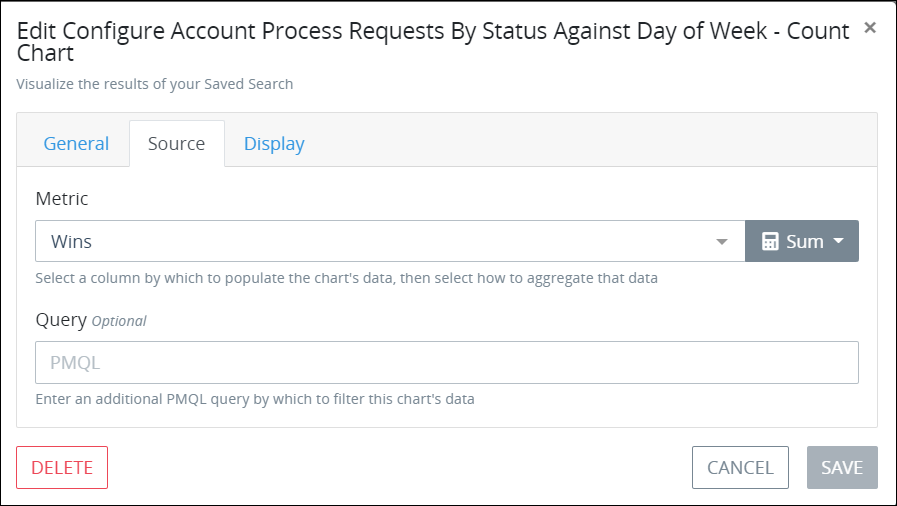 Edit Configure Account Process Requests By Status Against Day of Week - Count ×
Chart
Visualize the results of your Saved Search
General Source Display
Metric
Wins Sum
Select a column by which to populate the chart's data, then select how to aggregate that data
Query Optional
PMQL
Enter an additional PMQL query by which to filter this chart's data
DELETE CANCEL SAVE